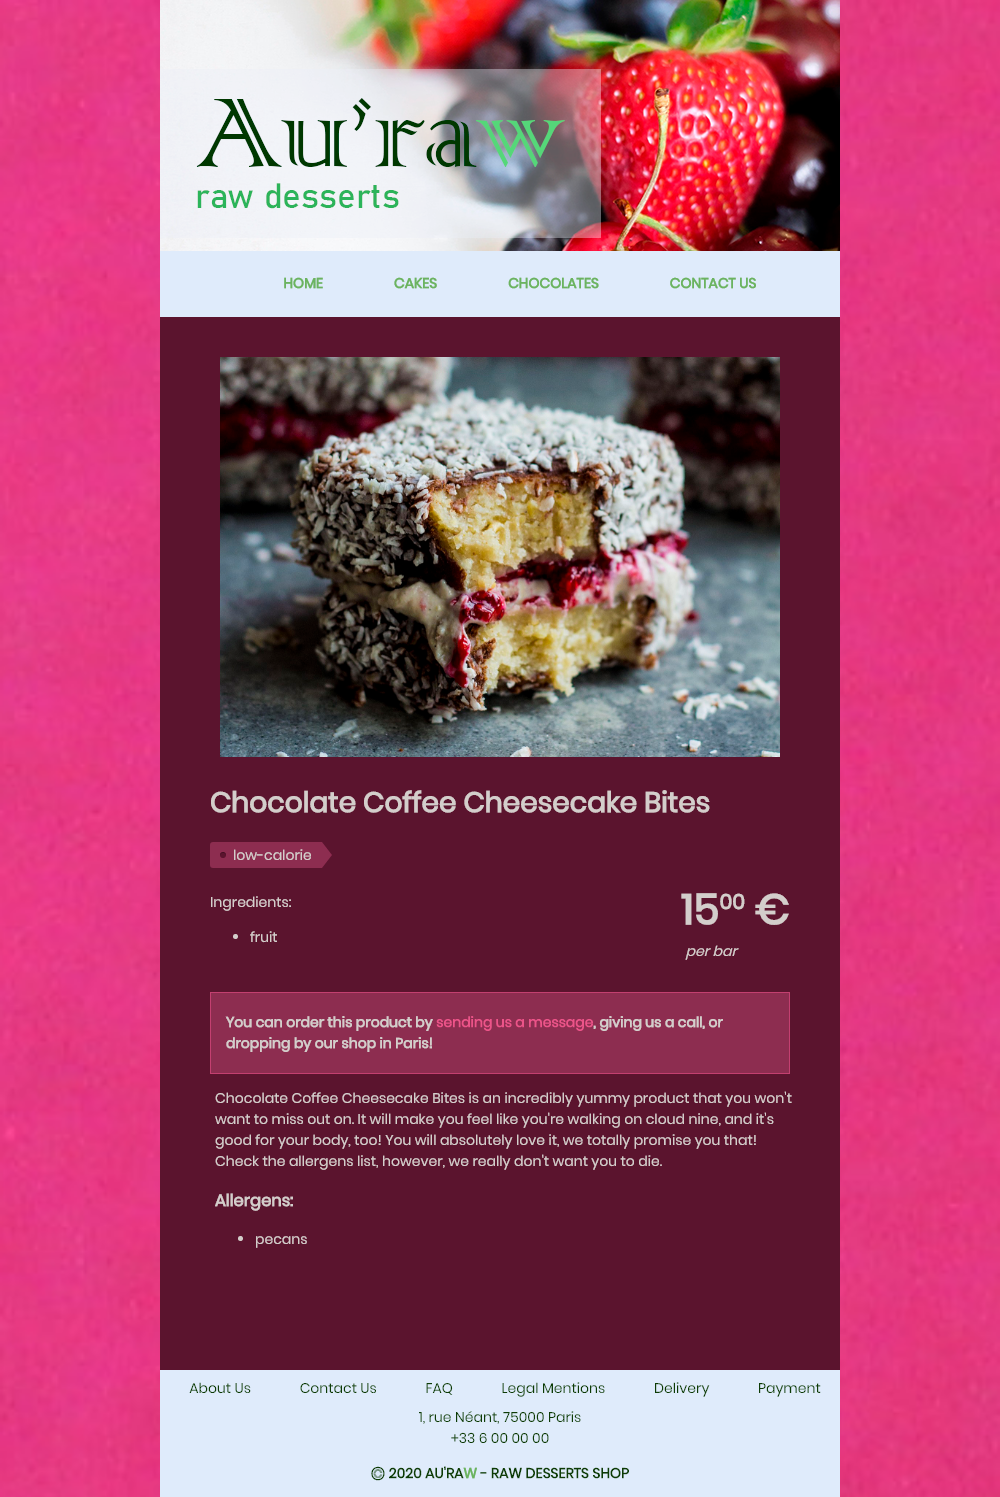 Au'raw
raw desserts
HOME CAKES CHOCOLATES CONTACT US
Chocolate Coffee Cheesecake Bites
low-calorie
Ingredients:
• fruit
15⁰⁰ €
per bar
You can order this product by sending us a message, giving us a call, or
dropping by our shop in Paris!
Chocolate Coffee Cheesecake Bites is an incredibly yummy product that you won't
want to miss out on. It will make you feel like you're walking on cloud nine, and it's
good for your body, too! You will absolutely love it, we totally promise you that!
Check the allergens list, however, we really don't want you to die.
Allergens:
• pecans
About Us Contact Us FAQ Legal Mentions Delivery Payment
1, rue Néant, 75000 Paris
+33 6 00 00 00
© 2020 AU'RAW - RAW DESSERTS SHOP